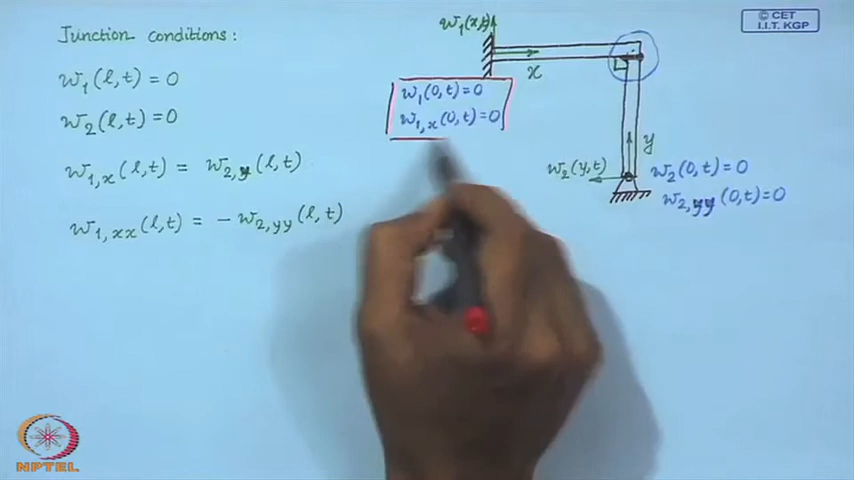 Junction conditions:
w₁(l,t) = 0
w₂(l,t) = 0
w₁,ₓ(l,t) = w₂,y(l,t)
w₁,ₓₓ(l,t) = -w₂,yy(l,t)
w₁(x,t)
x
w₁(0,t)=0
w₁,ₓ(0,t)=0
y
w₂(y,t)
w₂(0,t)=0
w₂,yy(0,t)=0
© CET
I.I.T. KGP
NPTEL